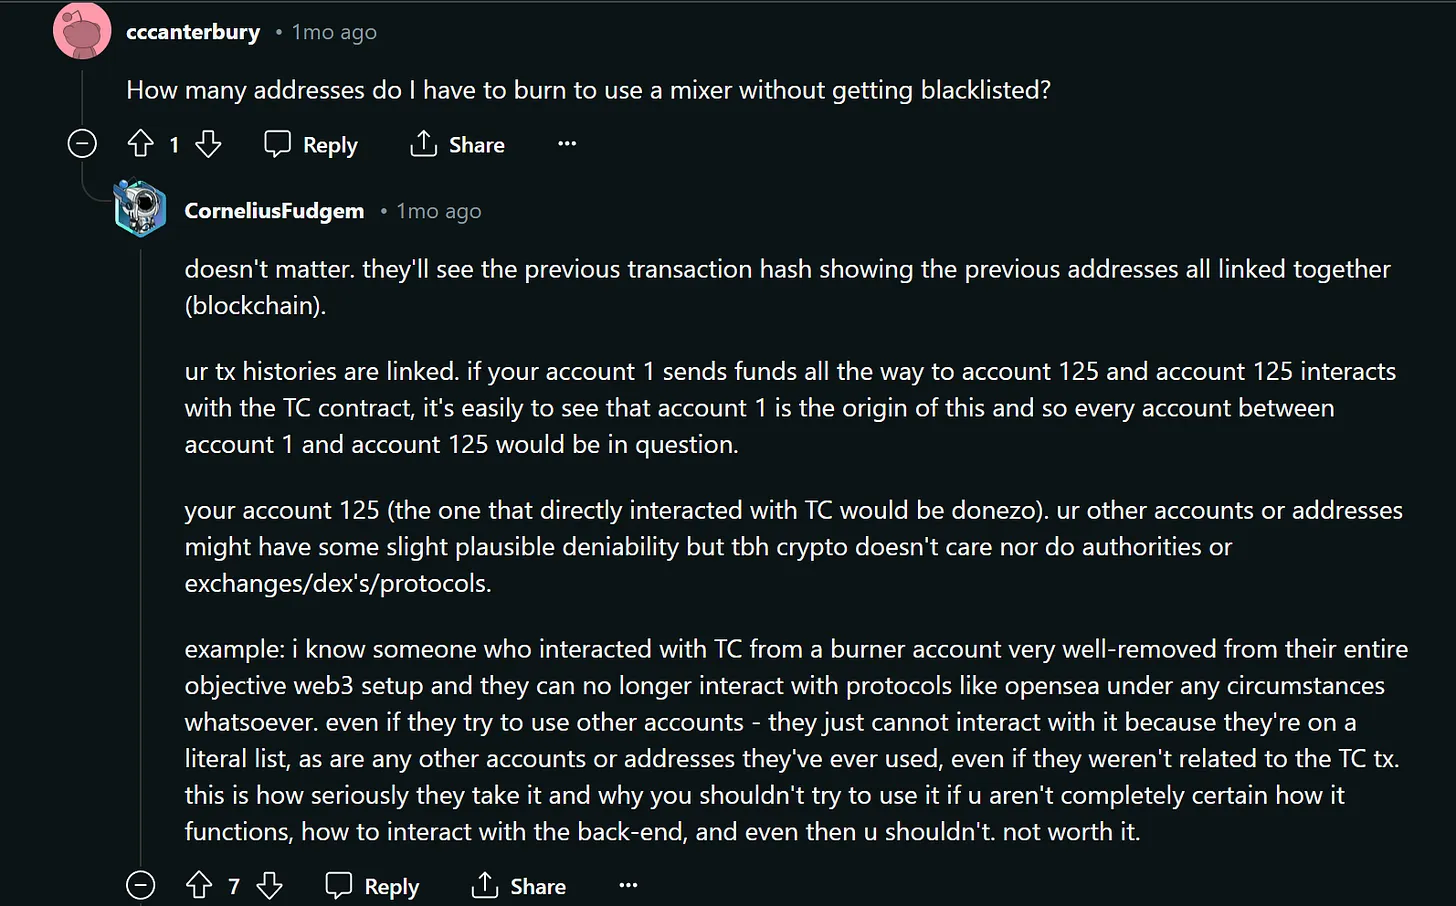 cccanterbury • 1mo ago
How many addresses do I have to burn to use a mixer without getting blacklisted?
1 Reply Share ...
CorneliusFudgem • 1mo ago
doesn't matter. they'll see the previous transaction hash showing the previous addresses all linked together
(blockchain).
ur tx histories are linked. if your account 1 sends funds all the way to account 125 and account 125 interacts
with the TC contract, it's easily to see that account 1 is the origin of this and so every account between
account 1 and account 125 would be in question.
your account 125 (the one that directly interacted with TC would be donezo). ur other accounts or addresses
might have some slight plausible deniability but tbh crypto doesn't care nor do authorities or
exchanges/dex's/protocols.
example: i know someone who interacted with TC from a burner account very well-removed from their entire
objective web3 setup and they can no longer interact with protocols like opensea under any circumstances
whatsoever. even if they try to use other accounts - they just cannot interact with it because they're on a
literal list, as are any other accounts or addresses they've ever used, even if they weren't related to the TC tx.
this is how seriously they take it and why you shouldn't try to use it if u aren't completely certain how it
functions, how to interact with the back-end, and even then u shouldn't. not worth it.
7 Reply Share ...